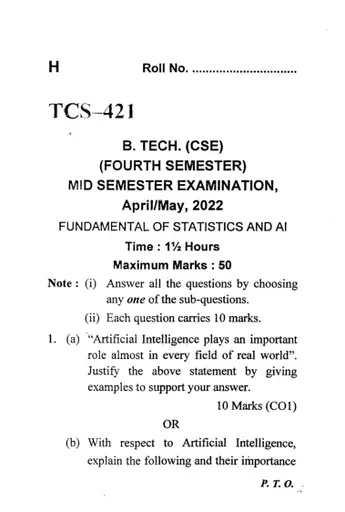 H Roll No. ................................
TCS–421
B. TECH. (CSE)
(FOURTH SEMESTER)
MID SEMESTER EXAMINATION,
April/May, 2022
FUNDAMENTAL OF STATISTICS AND AI
Time : 1½ Hours
Maximum Marks : 50
Note : (i) Answer all the questions by choosing
any one of the sub-questions.
(ii) Each question carries 10 marks.
1. (a) “Artificial Intelligence plays an important
role almost in every field of real world”.
Justify the above statement by giving
examples to support your answer.
10 Marks (CO1)
OR
(b) With respect to Artificial Intelligence,
explain the following and their importance
P. T. O.